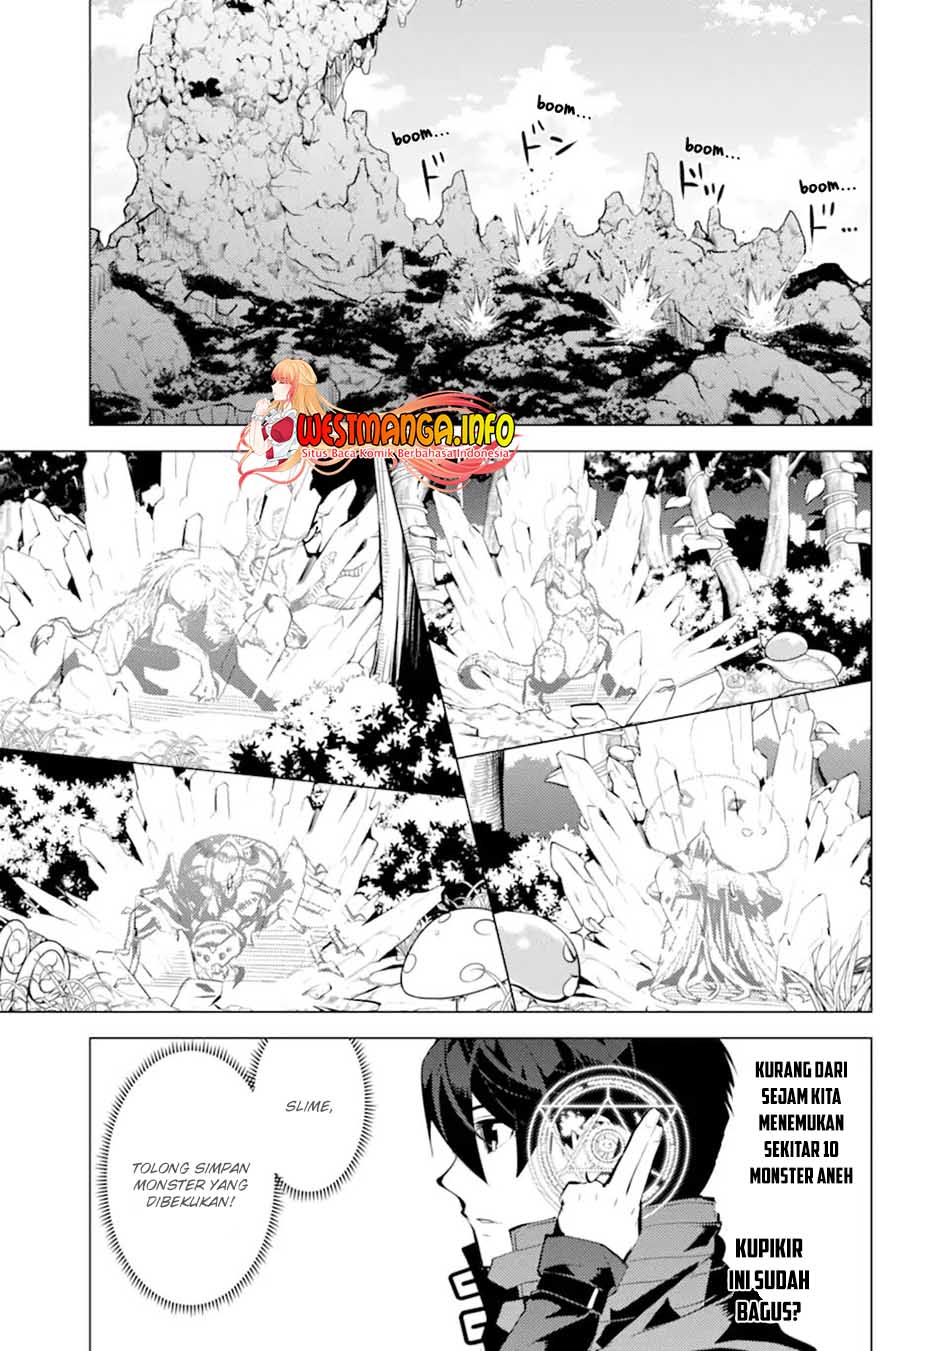 boom...
ドン
boom...
ドド
boom...
ドッ
boom...
ド…
WESTMANGA.INFO
Situs Baca Komik Berbahasa Indonesia
KURANG DARI
SEJAM KITA
MENEMUKAN
SEKITAR 10
MONSTER ANEH
KUPIKIR
INI SUDAH
BAGUS?
SLIME,
TOLONG SIMPAN
MONSTER YANG
DIBEKUKAN!